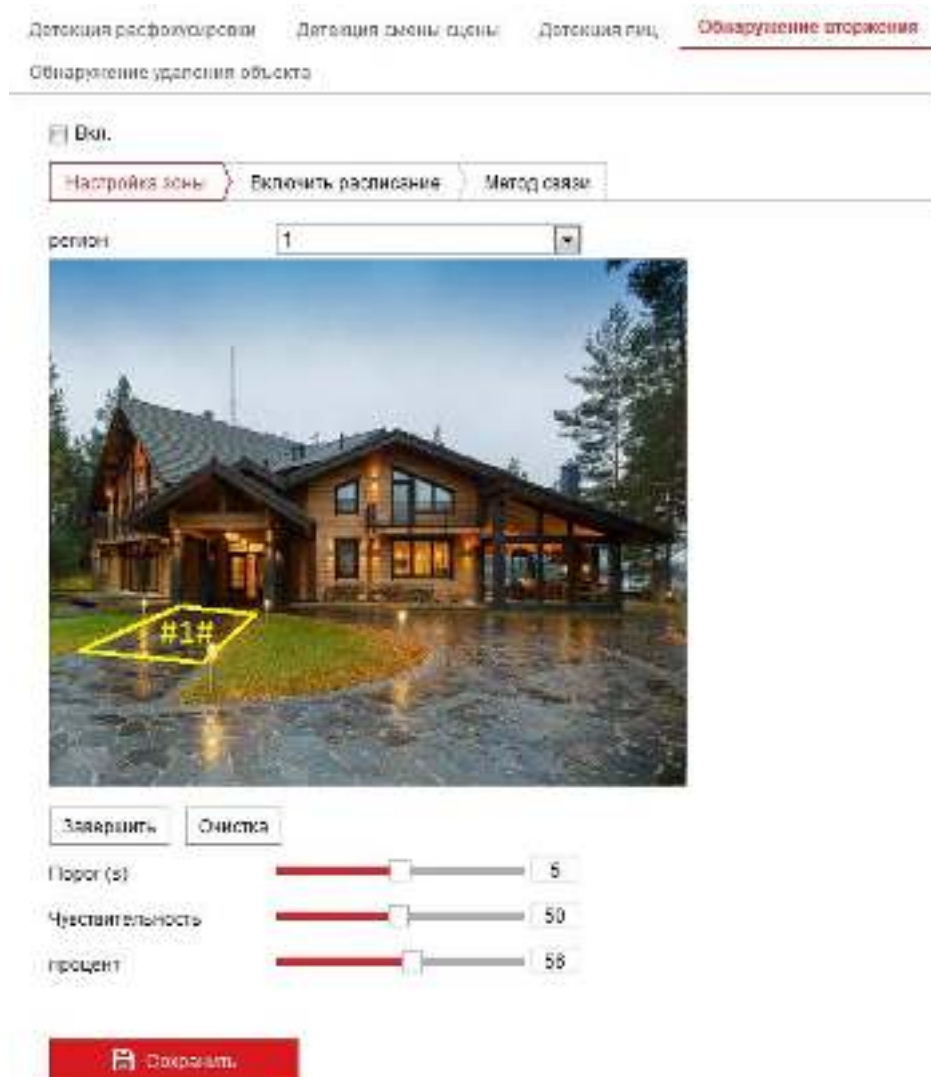 Детекция расфокусировки Детекция смены сцены Детекция лиц Обнаружение вторжения
Обнаружение удаления объекта
Вкл.
Настройка зоны Включить расписание Метод связи
регион 1
#1#
Завершить Очистка
Порог (s) 5
Чувствительность 50
процент 56
Сохранить